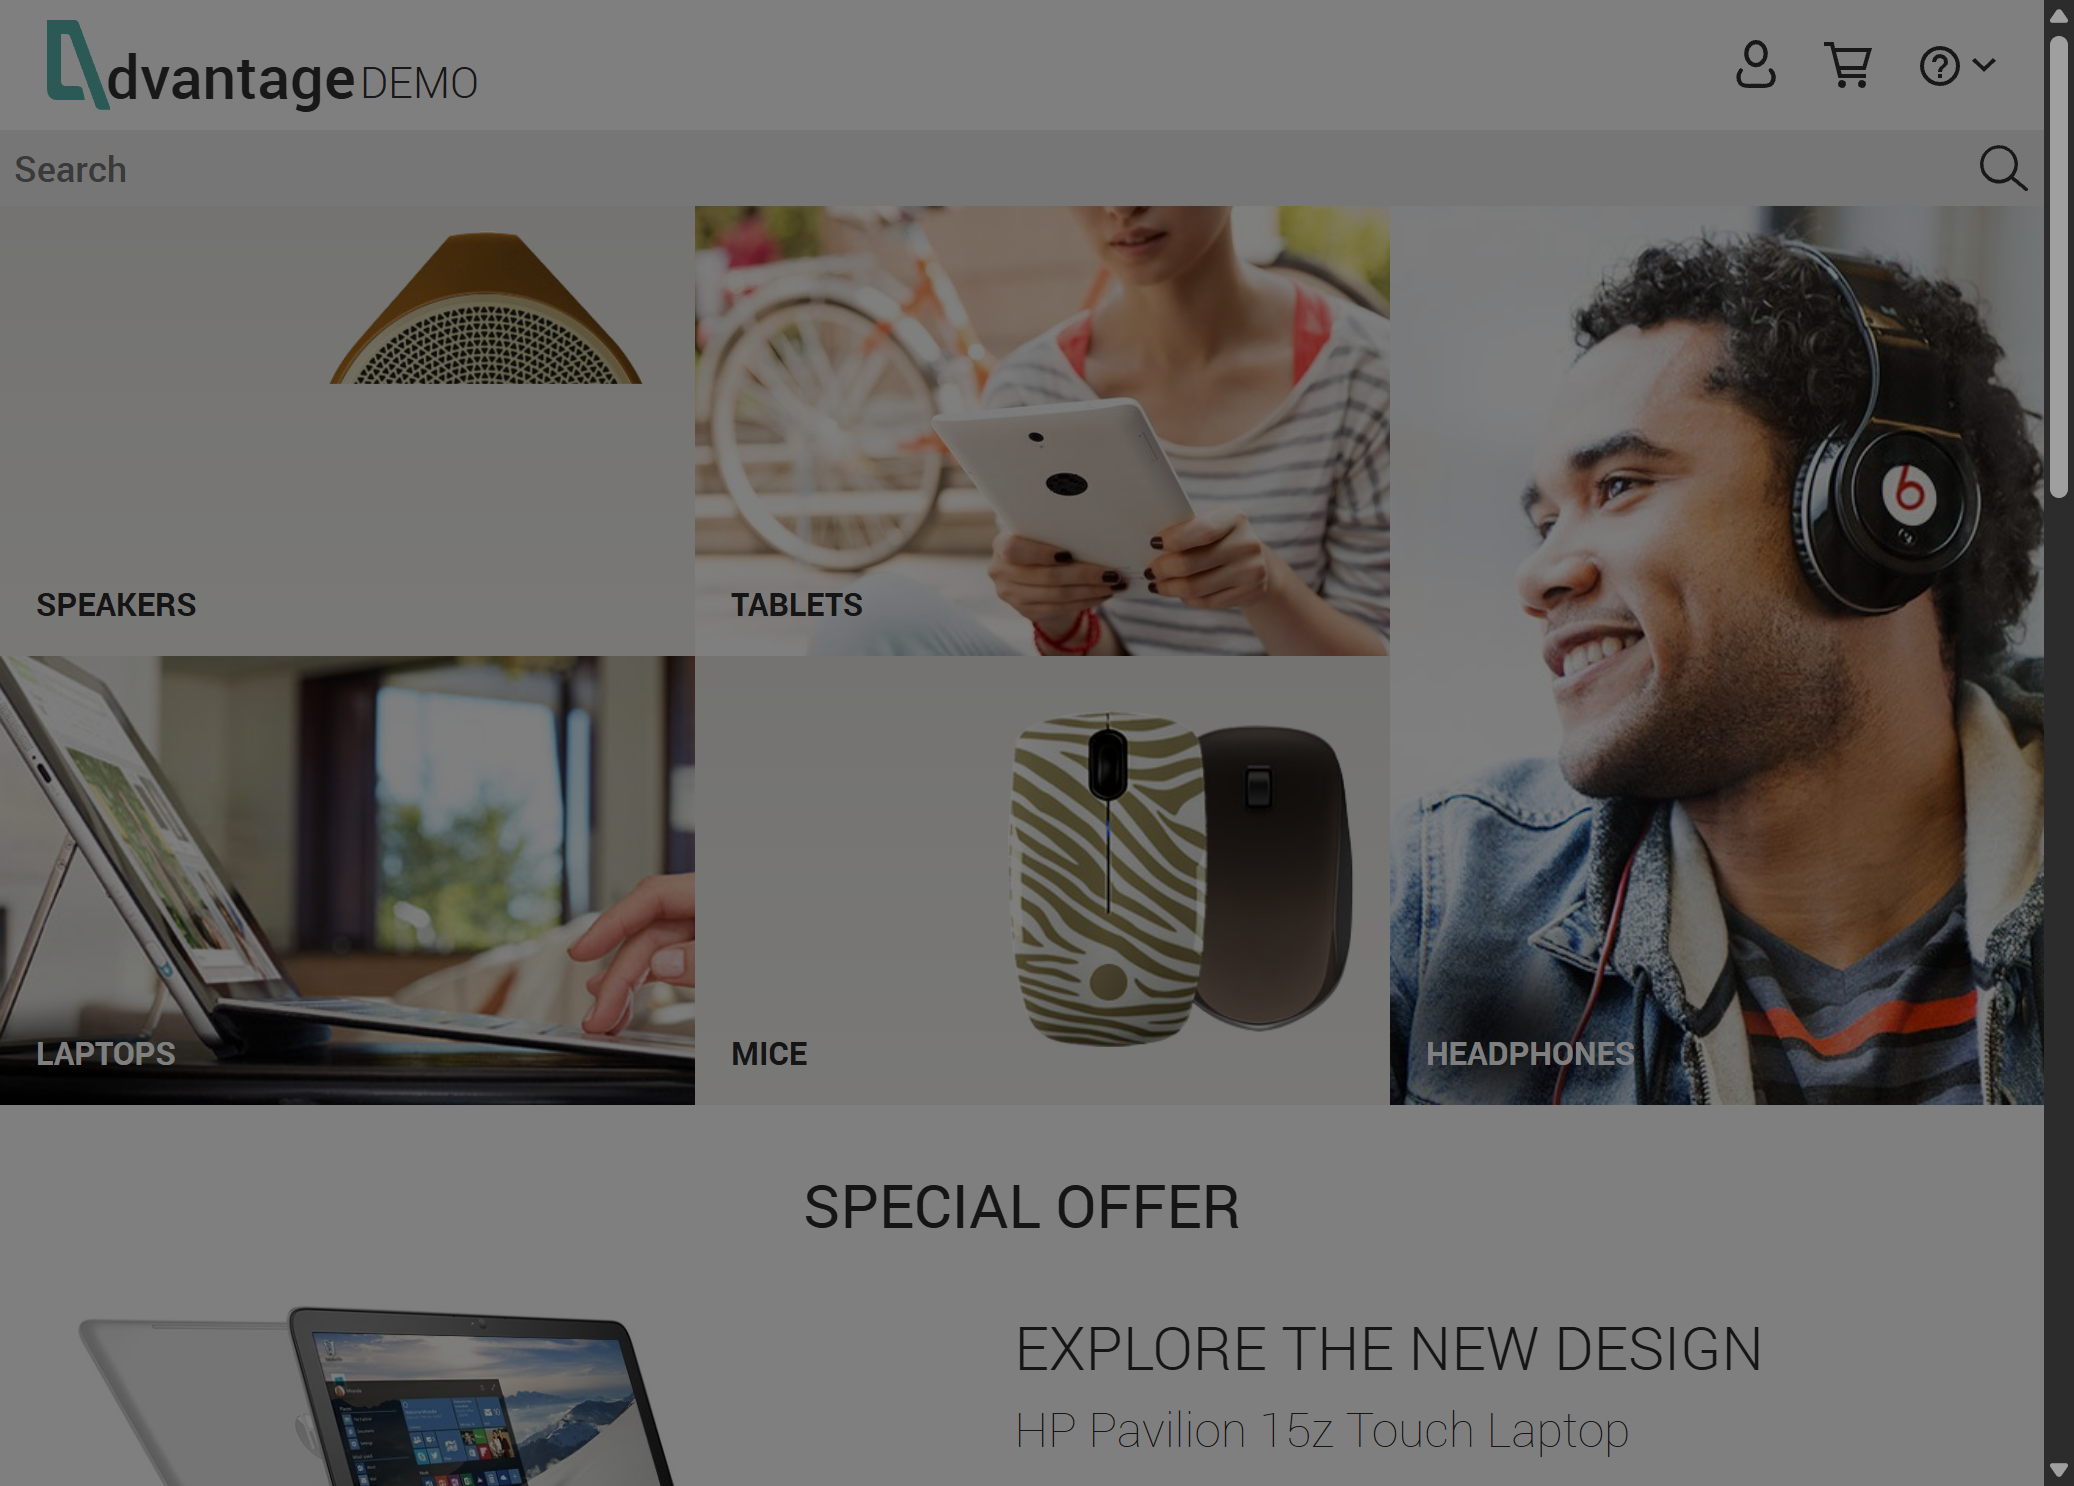 dvantage DEMO
Search
SPEAKERS
TABLETS
LAPTOPS
MICE
HEADPHONES
SPECIAL OFFER
EXPLORE THE NEW DESIGN
HP Pavilion 15z Touch Laptop